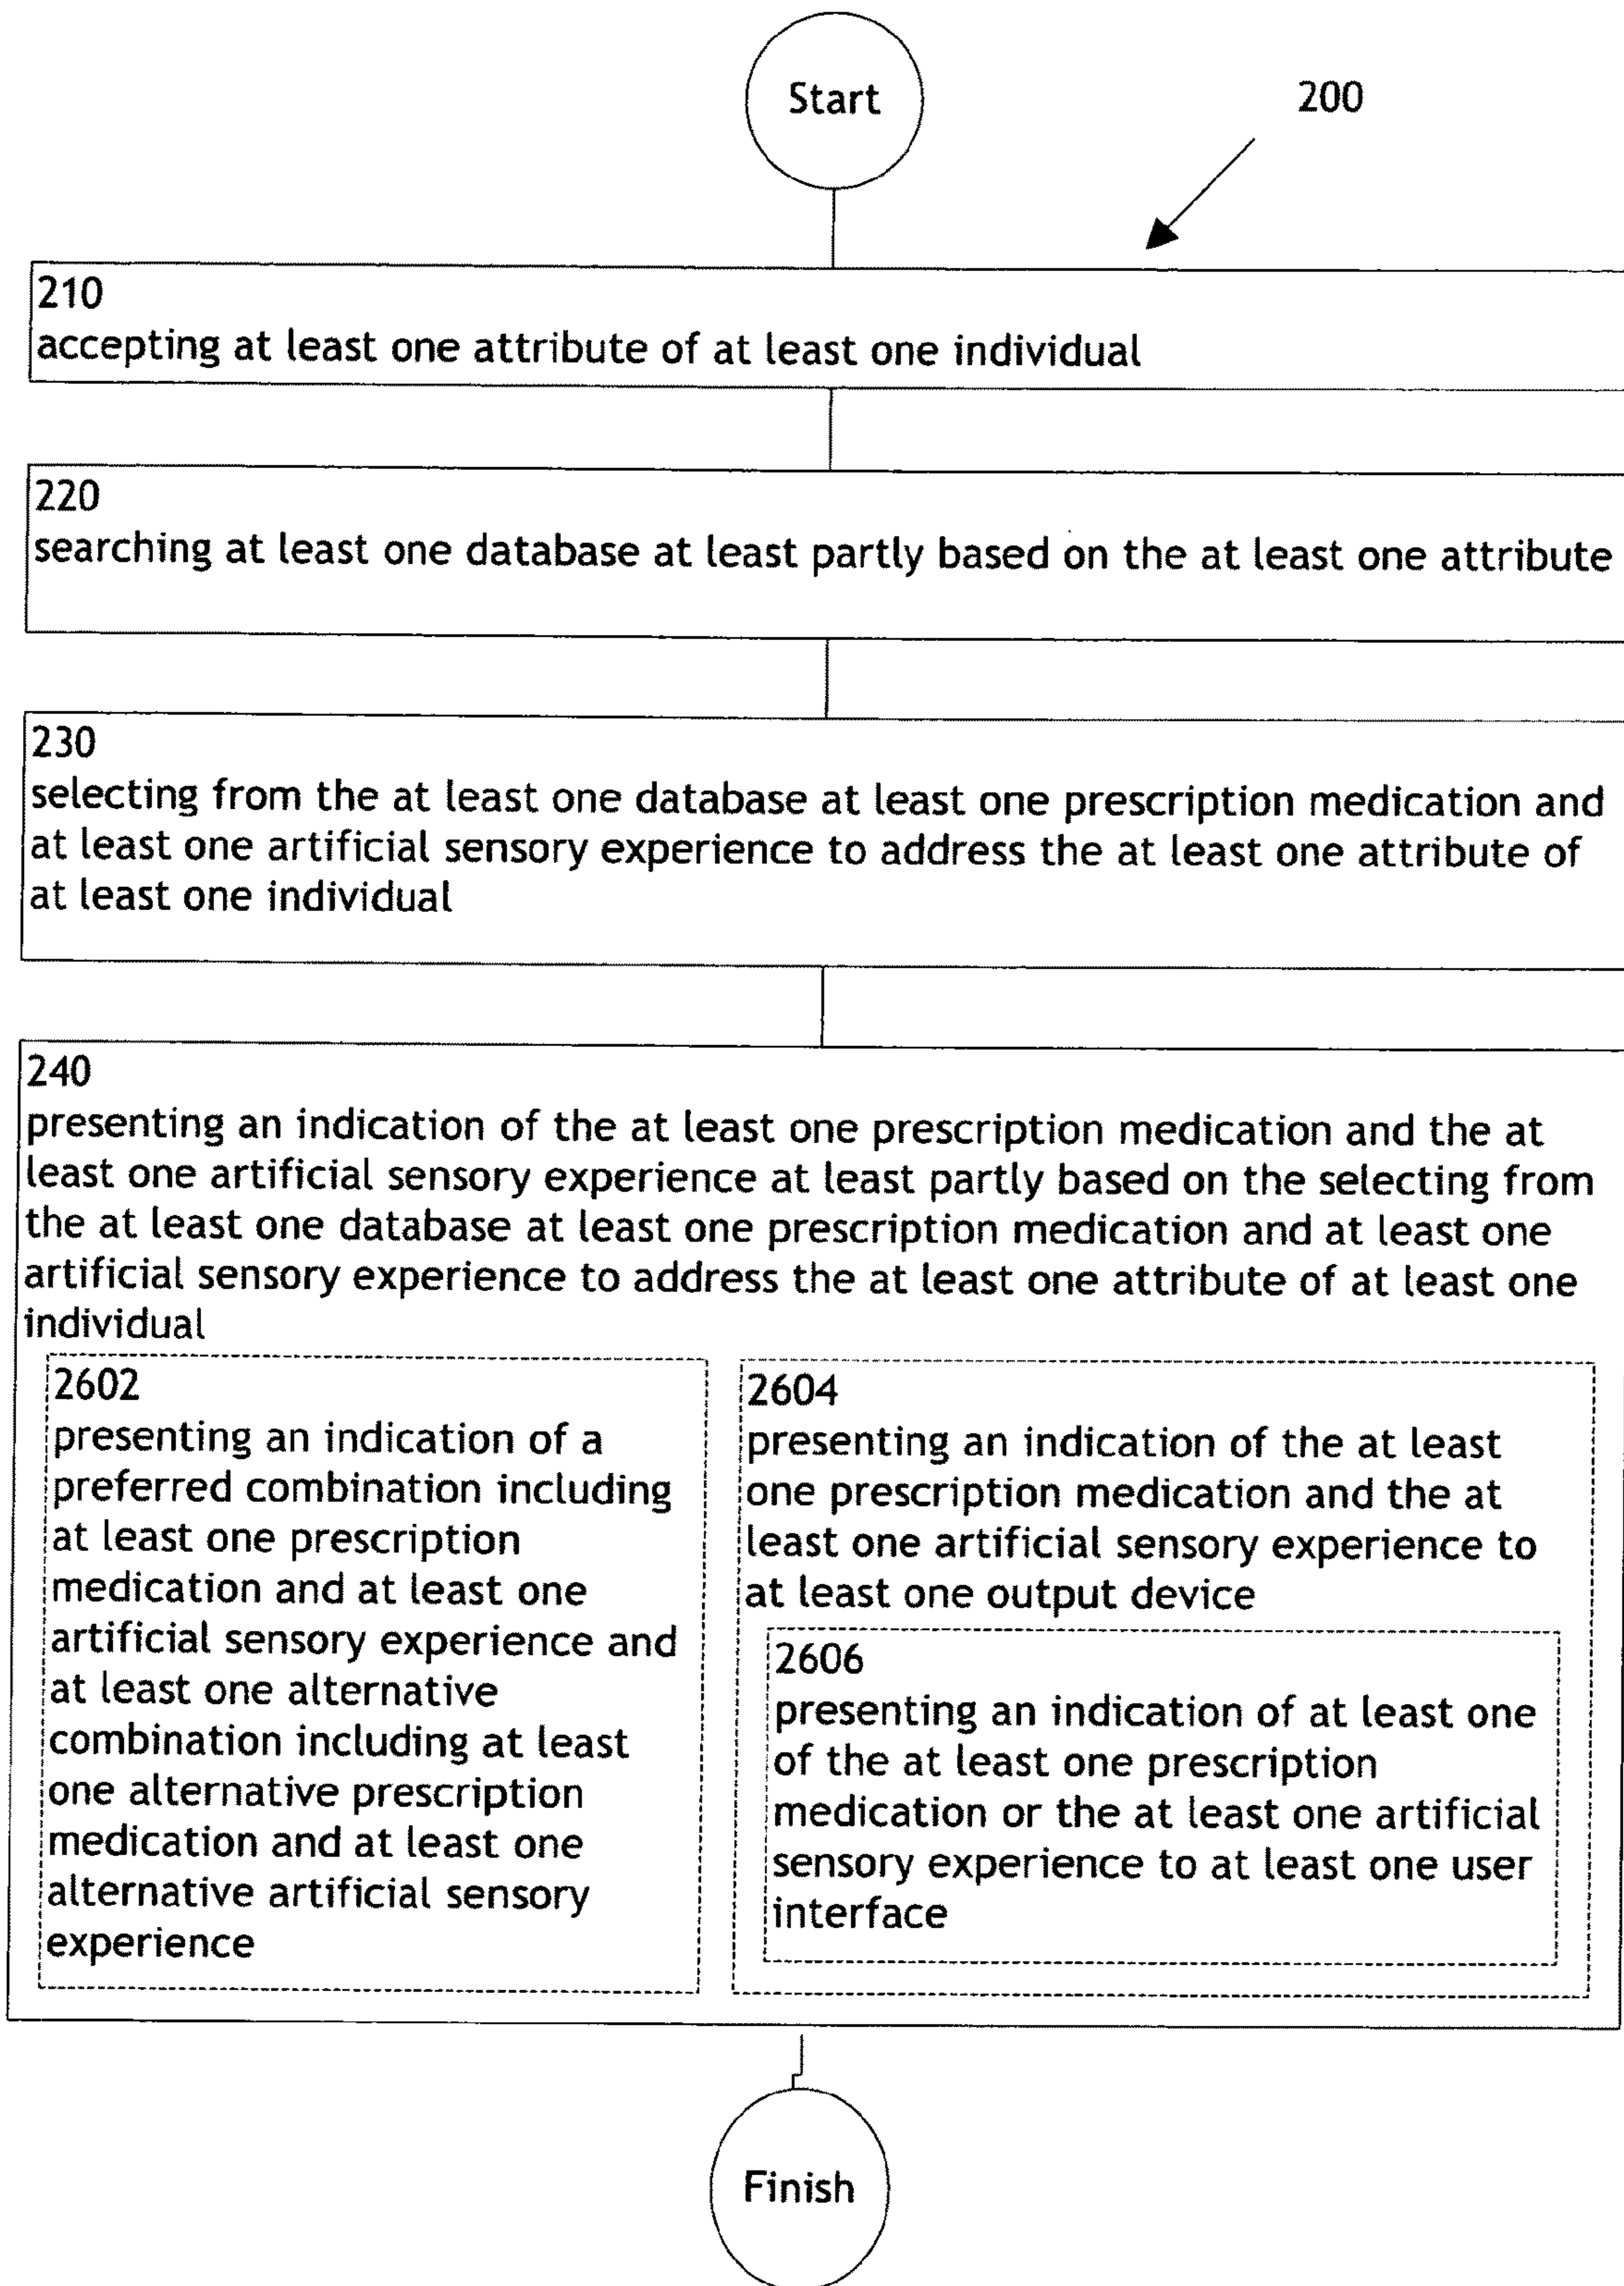 Start
200
210
accepting at least one attribute of at least one individual
220
searching at least one database at least partly based on the at least one attribute
230
selecting from the at least one database at least one prescription medication and
at least one artificial sensory experience to address the at least one attribute of
at least one individual
240
presenting an indication of the at least one prescription medication and the at
least one artificial sensory experience at least partly based on the selecting from
the at least one database at least one prescription medication and at least one
artificial sensory experience to address the at least one attribute of at least one
individual
2602
presenting an indication of a
preferred combination including
at least one prescription
medication and at least one
artificial sensory experience and
at least one alternative
combination including at least
one alternative prescription
medication and at least one
alternative artificial sensory
experience
2604
presenting an indication of the at least
one prescription medication and the at
least one artificial sensory experience to
at least one output device
2606
presenting an indication of at least one
of the at least one prescription
medication or the at least one artificial
sensory experience to at least one user
interface
Finish